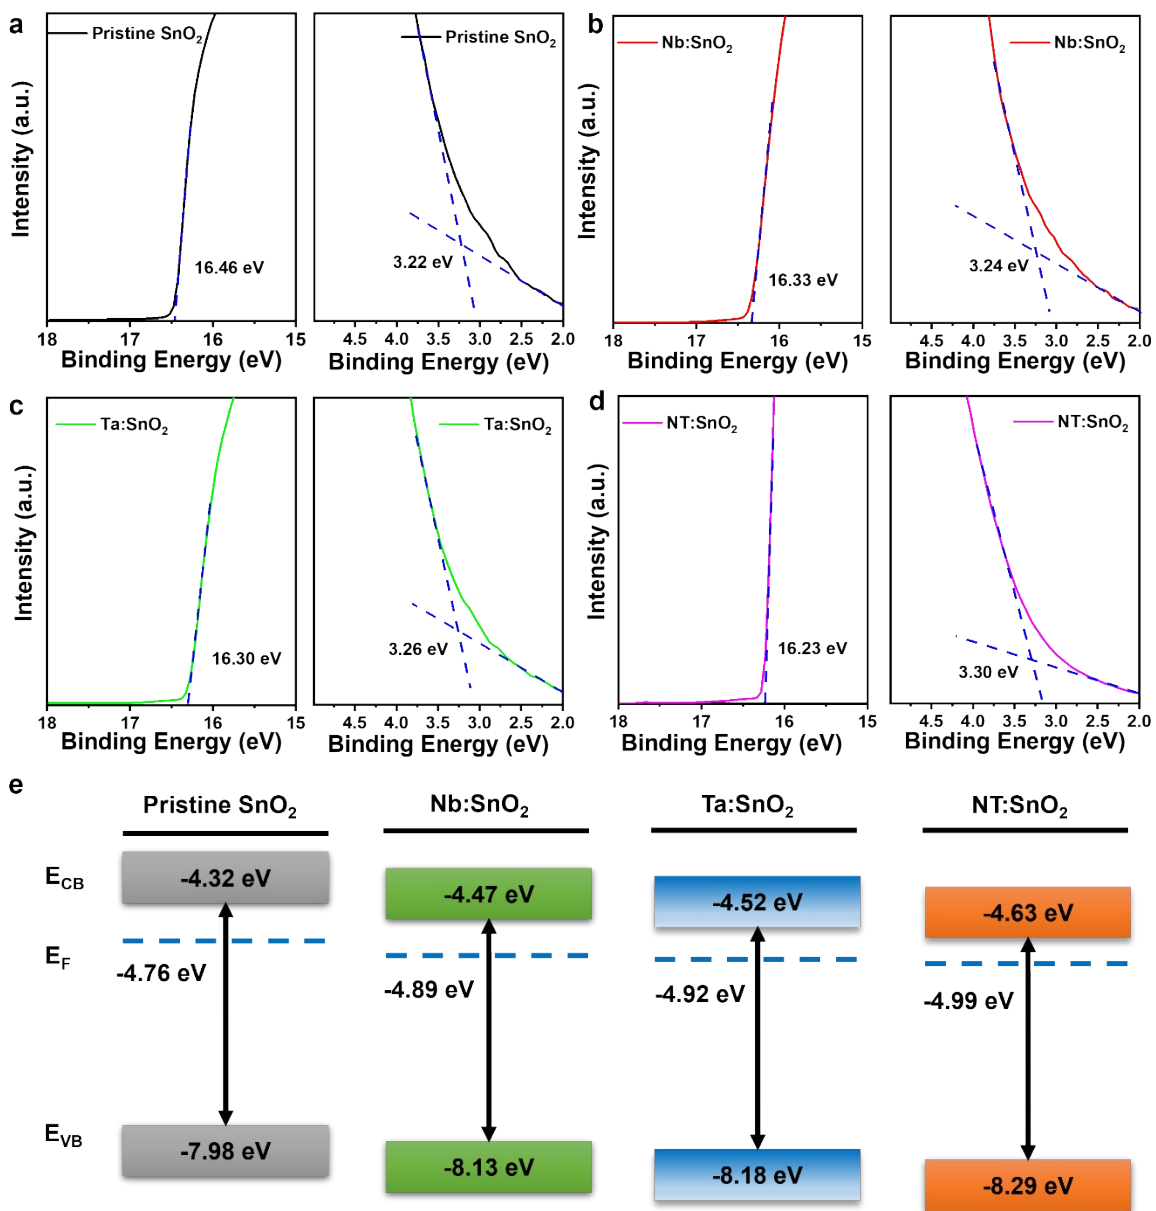 a
Pristine SnO2
Pristine SnO2
Intensity (a.u.)
16.46 eV
3.22 eV
18 17 16 15
4.5 4.0 3.5 3.0 2.5 2.0
Binding Energy (eV)
Binding Energy (eV)
b
Nb:SnO2
Nb:SnO2
Intensity (a.u.)
16.33 eV
3.24 eV
18 17 16 15
4.5 4.0 3.5 3.0 2.5 2.0
Binding Energy (eV)
Binding Energy (eV)
c
Ta:SnO2
Ta:SnO2
Intensity (a.u.)
16.30 eV
3.26 eV
18 17 16 15
4.5 4.0 3.5 3.0 2.5 2.0
Binding Energy (eV)
Binding Energy (eV)
d
NT:SnO2
NT:SnO2
Intensity (a.u.)
16.23 eV
3.30 eV
18 17 16 15
4.5 4.0 3.5 3.0 2.5 2.0
Binding Energy (eV)
Binding Energy (eV)
e
Pristine SnO2 Nb:SnO2 Ta:SnO2 NT:SnO2
ECB -4.32 eV -4.47 eV -4.52 eV -4.63 eV
EF -4.76 eV -4.89 eV -4.92 eV -4.99 eV
EVB -7.98 eV -8.13 eV -8.18 eV -8.29 eV